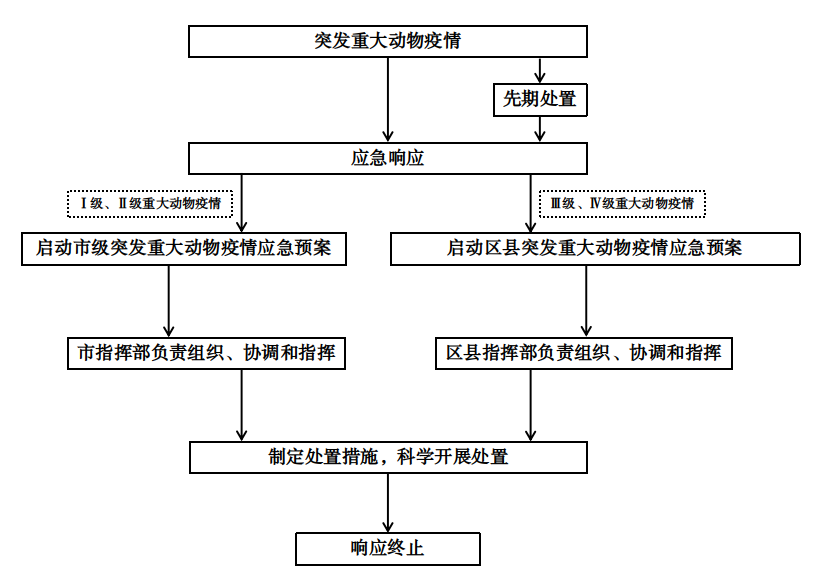 突发重大动物疫情
先期处置
应急响应
Ⅰ级、Ⅱ级重大动物疫情
Ⅲ级、Ⅳ级重大动物疫情
启动市级突发重大动物疫情应急预案
启动区县突发重大动物疫情应急预案
市指挥部负责组织、协调和指挥
区县指挥部负责组织、协调和指挥
制定处置措施，科学开展处置
响应终止